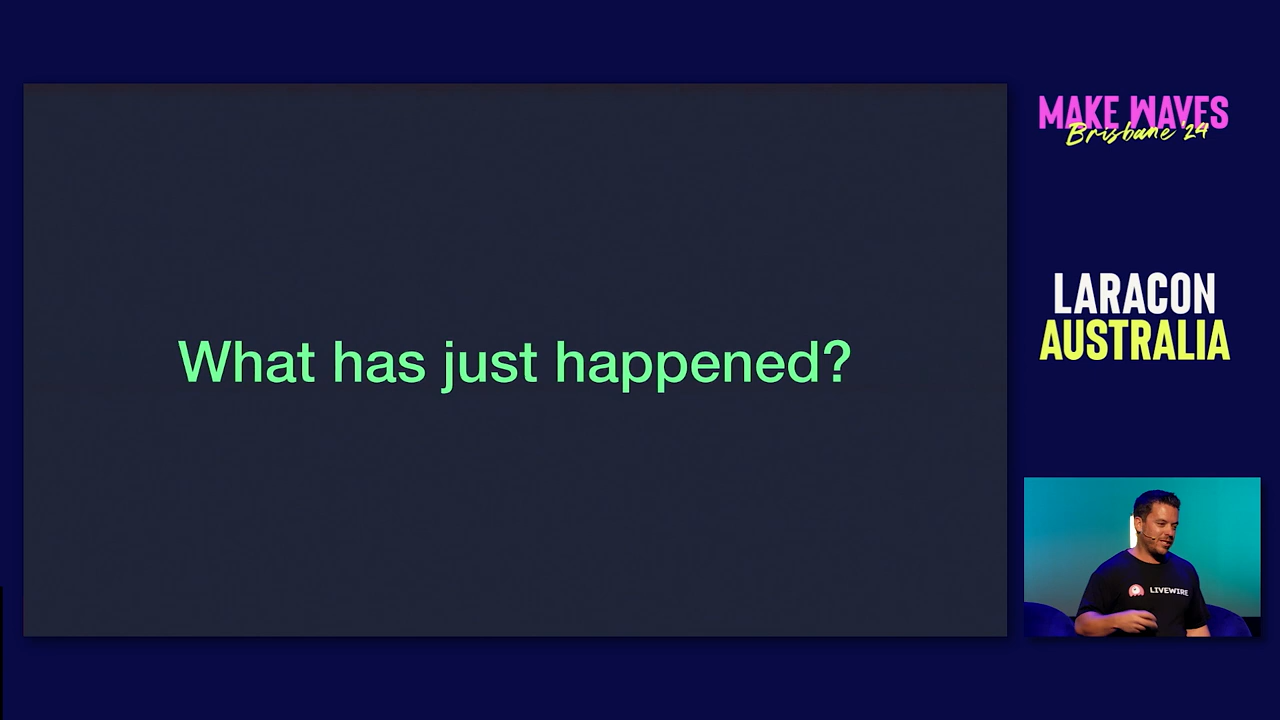 What has just happened?
MAKE WAVES
Brisbane '24
LARACON
AUSTRALIA
LIVEWIRE